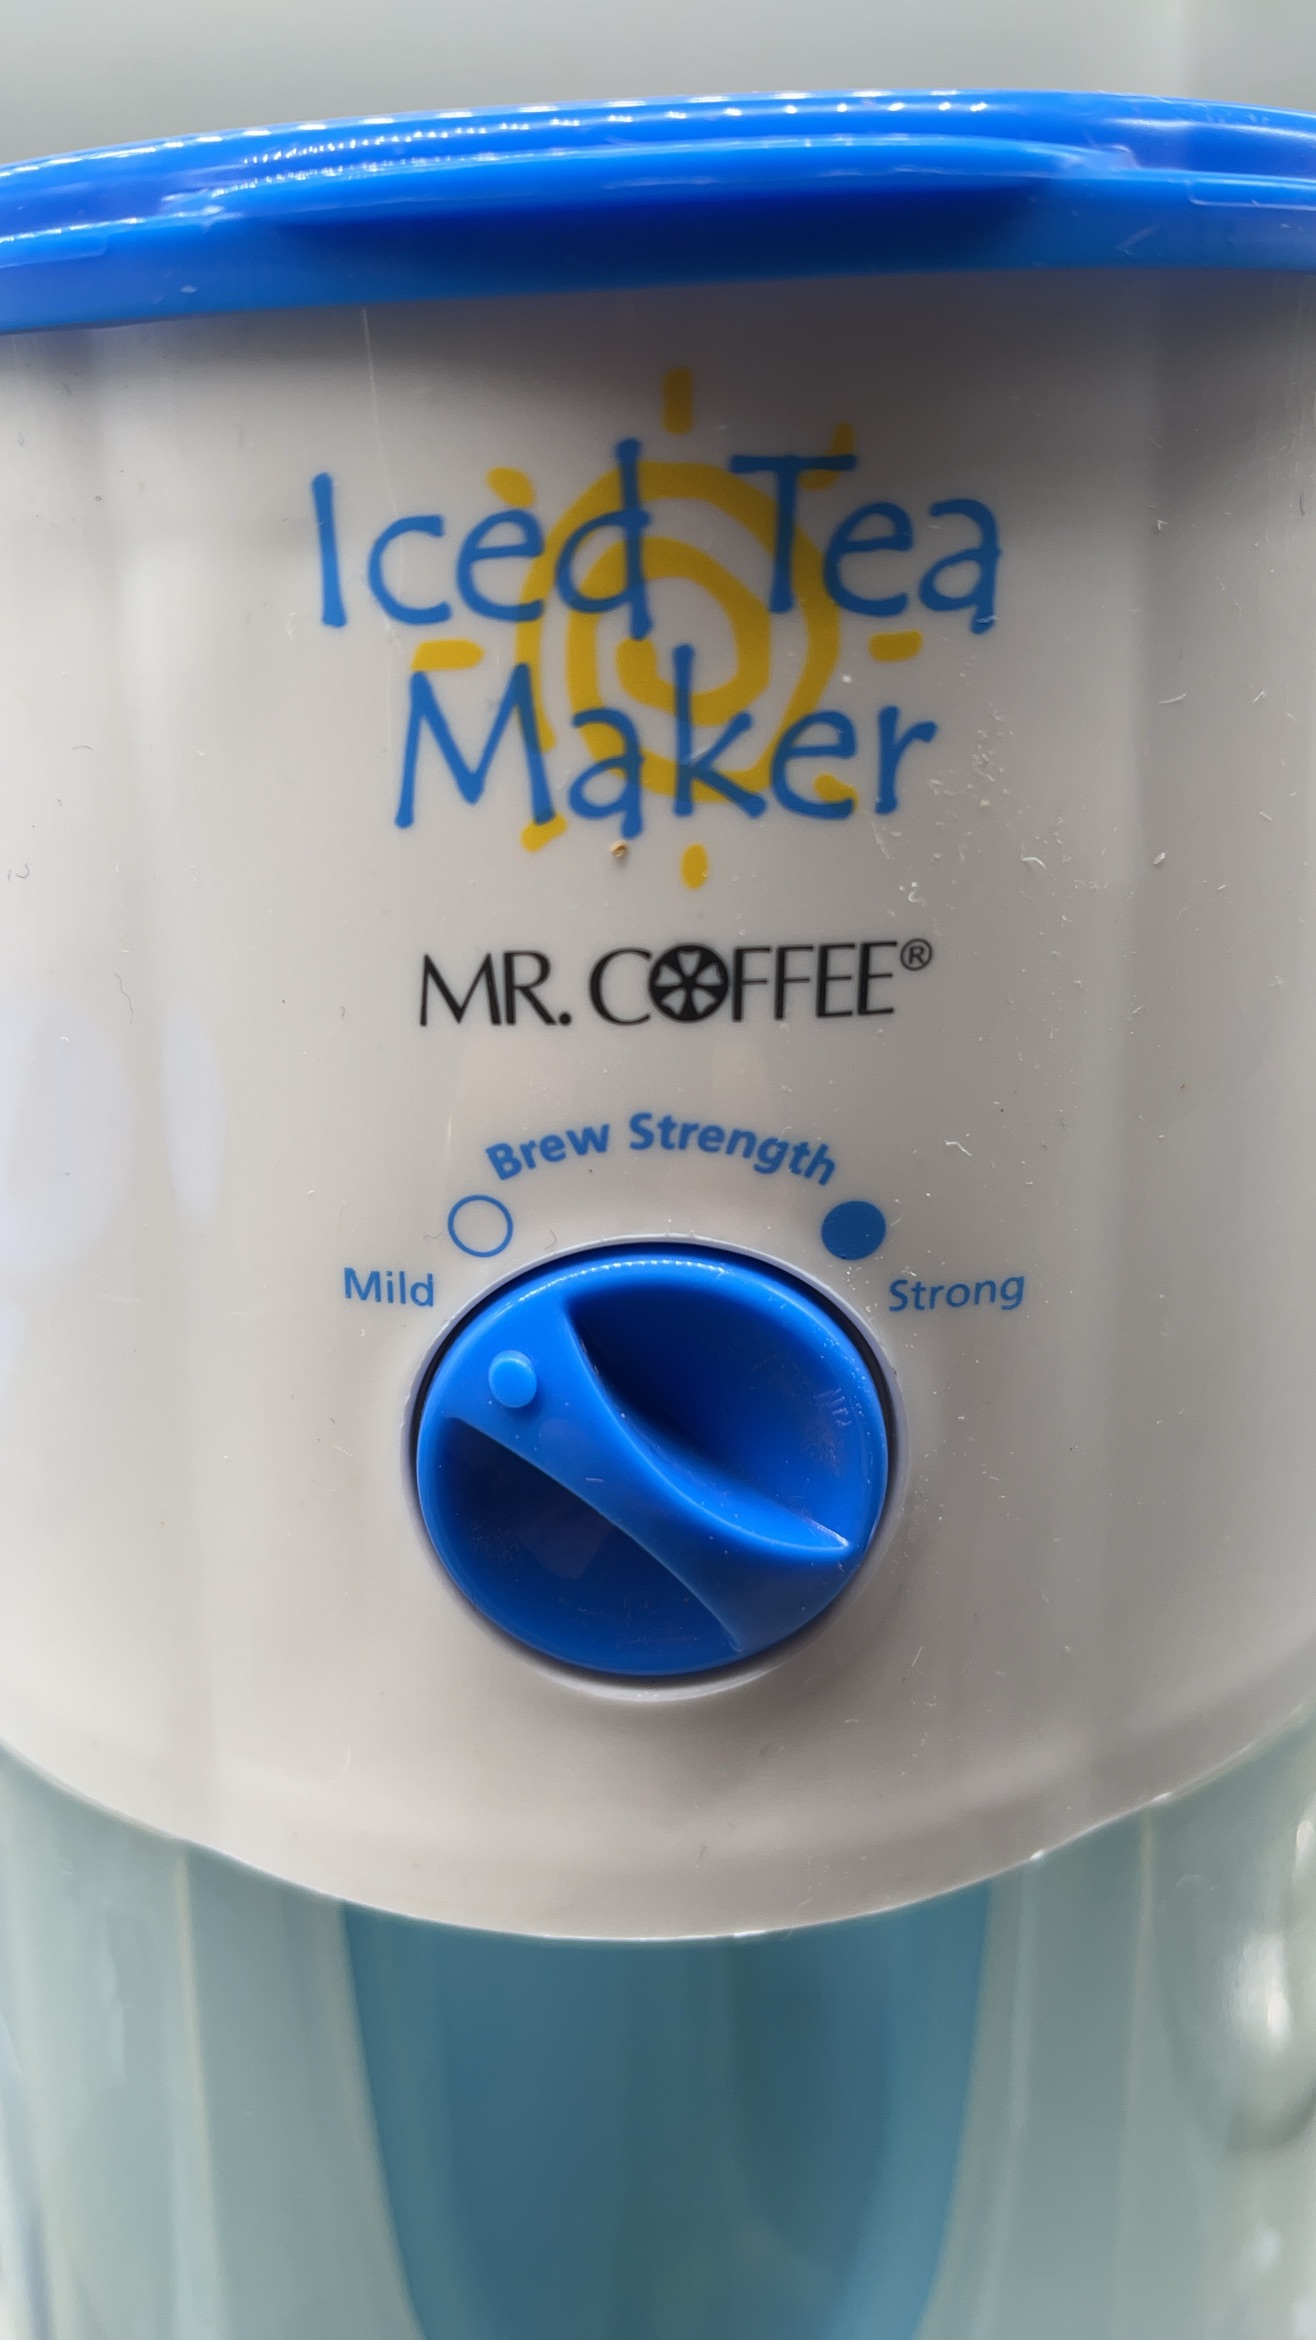 Iced Tea
Maker
MR. COFFEE®
Brew Strength
Mild
Strong